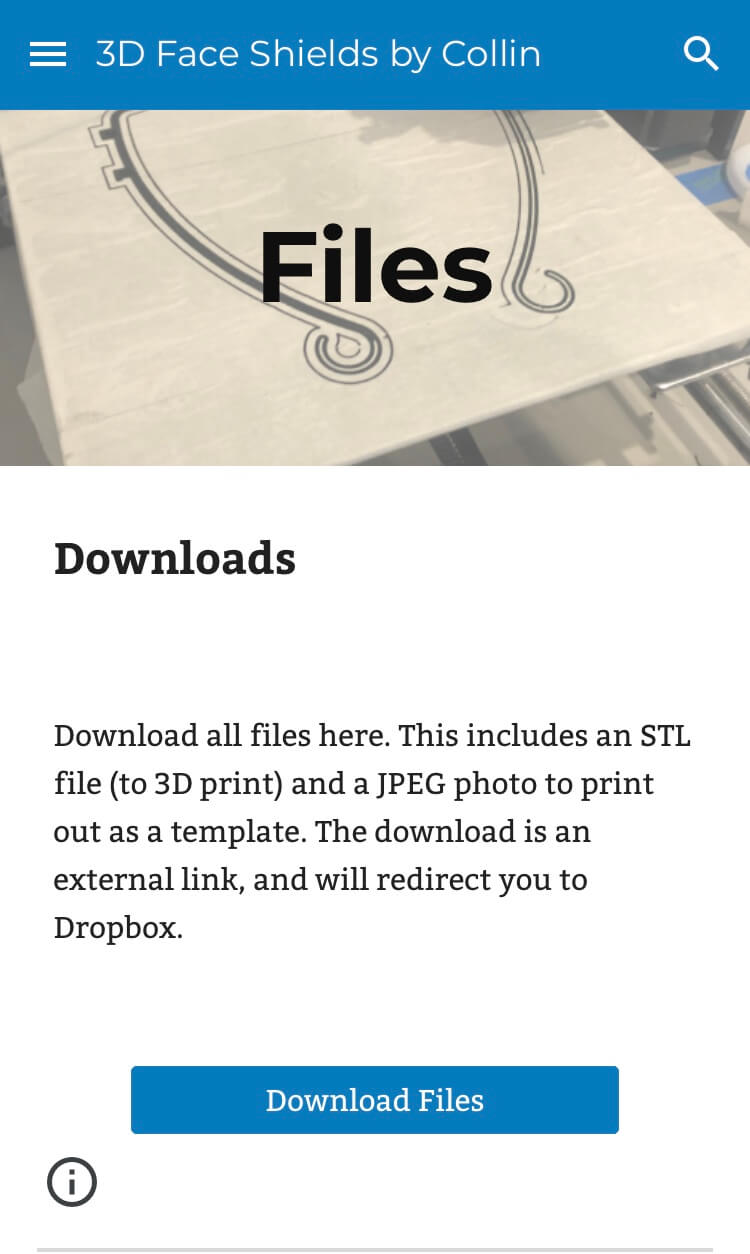 3D Face Shields by Collin
Files
Downloads
Download all files here. This includes an STL
file (to 3D print) and a JPEG photo to print
out as a template. The download is an
external link, and will redirect you to
Dropbox.
Download Files